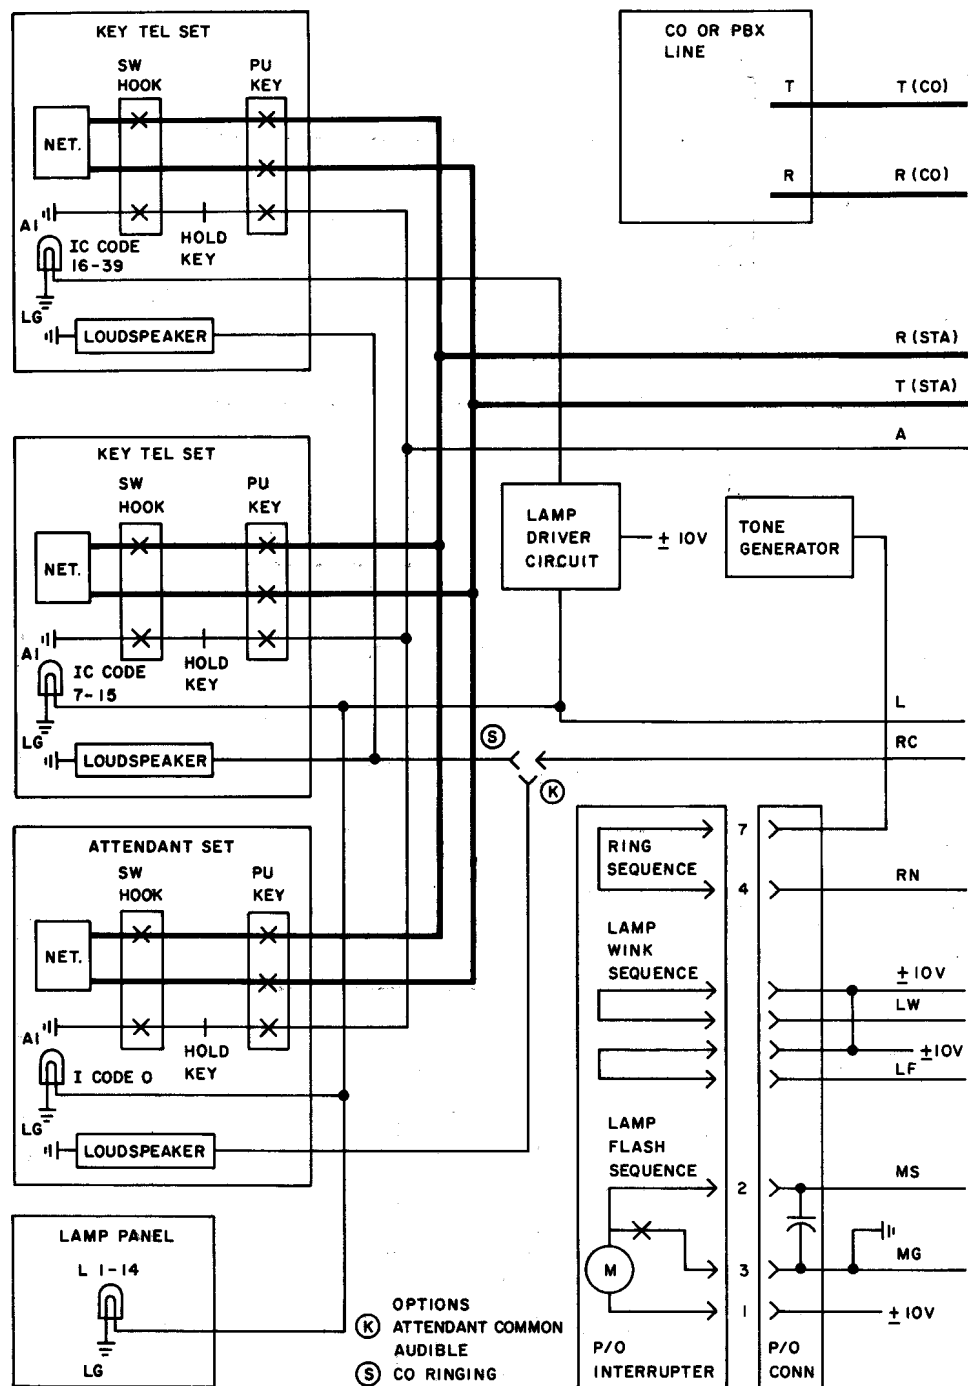 KEY TEL SET
SW
HOOK
PU
KEY
NET.
A1
HOLD
KEY
IC CODE
16-39
LG
LOUDSPEAKER
CO OR PBX
LINE
T
T (CO)
R
R (CO)
R (STA)
T (STA)
A
KEY TEL SET
SW
HOOK
PU
KEY
NET.
A1
HOLD
KEY
IC CODE
7-15
LG
LOUDSPEAKER
LAMP
DRIVER
CIRCUIT
± 10V
TONE
GENERATOR
L
S
RC
K
ATTENDANT SET
SW
HOOK
PU
KEY
NET.
A1
HOLD
KEY
I CODE 0
LG
LOUDSPEAKER
RING
SEQUENCE
7
4
RN
LAMP
WINK
SEQUENCE
±10V
LW
±10V
LF
LAMP
FLASH
SEQUENCE
2
MS
M
3
MG
1
±10V
P/O
INTERRUPTER
P/O
CONN
LAMP PANEL
L 1-14
LG
OPTIONS
K ATTENDANT COMMON
AUDIBLE
S CO RINGING